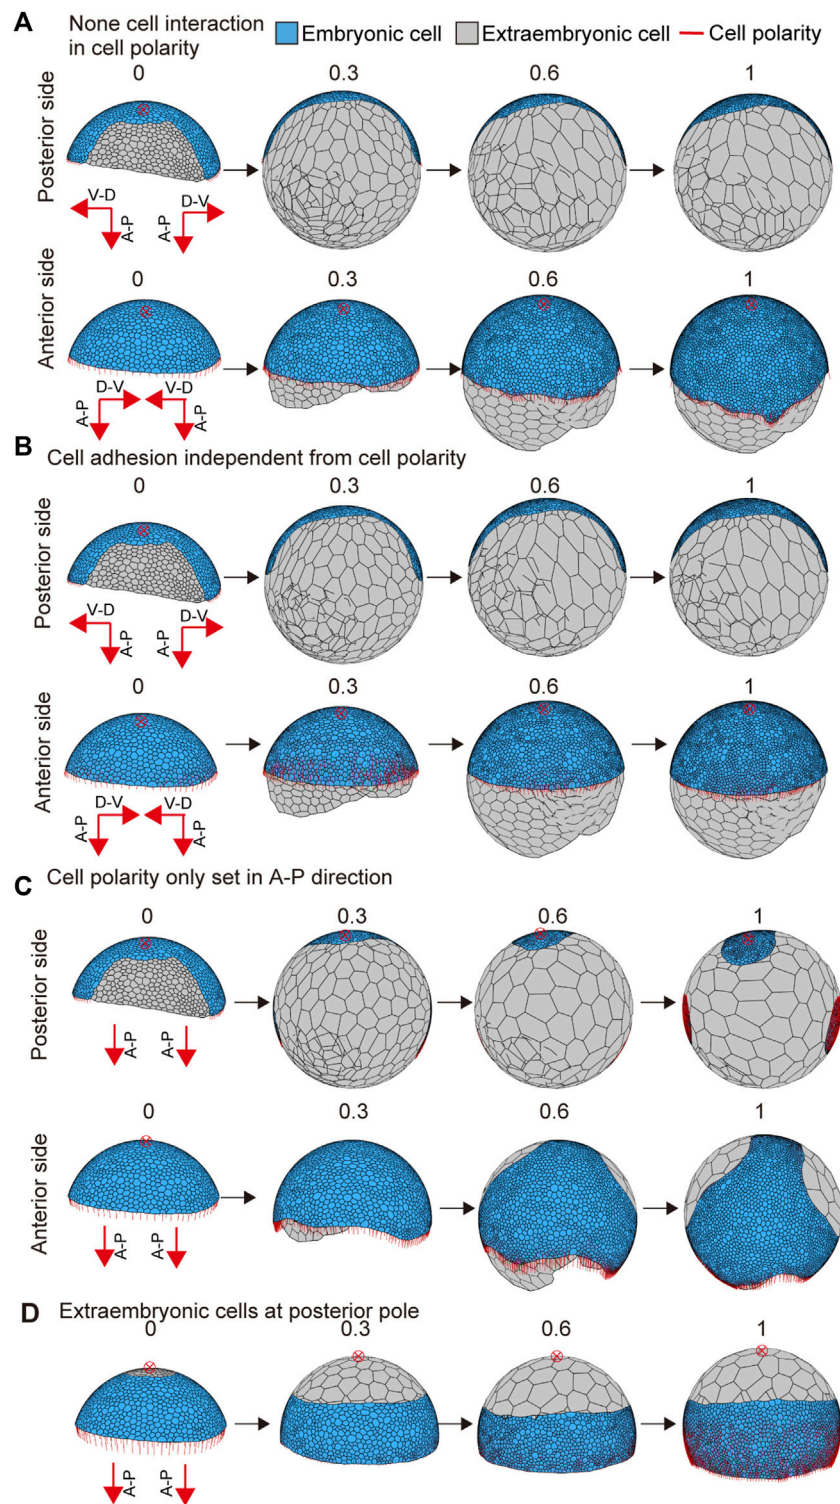 A None cell interaction
in cell polarity
Embryonic cell
Extraembryonic cell
Cell polarity
Posterior side
0
0.3
0.6
1
V-D
D-V
A-P
A-P
Anterior side
0
0.3
0.6
1
D-V
V-D
A-P
A-P
B Cell adhesion independent from cell polarity
Posterior side
0
0.3
0.6
1
V-D
D-V
A-P
A-P
Anterior side
0
0.3
0.6
1
D-V
V-D
A-P
A-P
C Cell polarity only set in A-P direction
Posterior side
0
0.3
0.6
1
A-P
A-P
Anterior side
0
0.3
0.6
1
A-P
A-P
D Extraembryonic cells at posterior pole
0
0.3
0.6
1
A-P
A-P